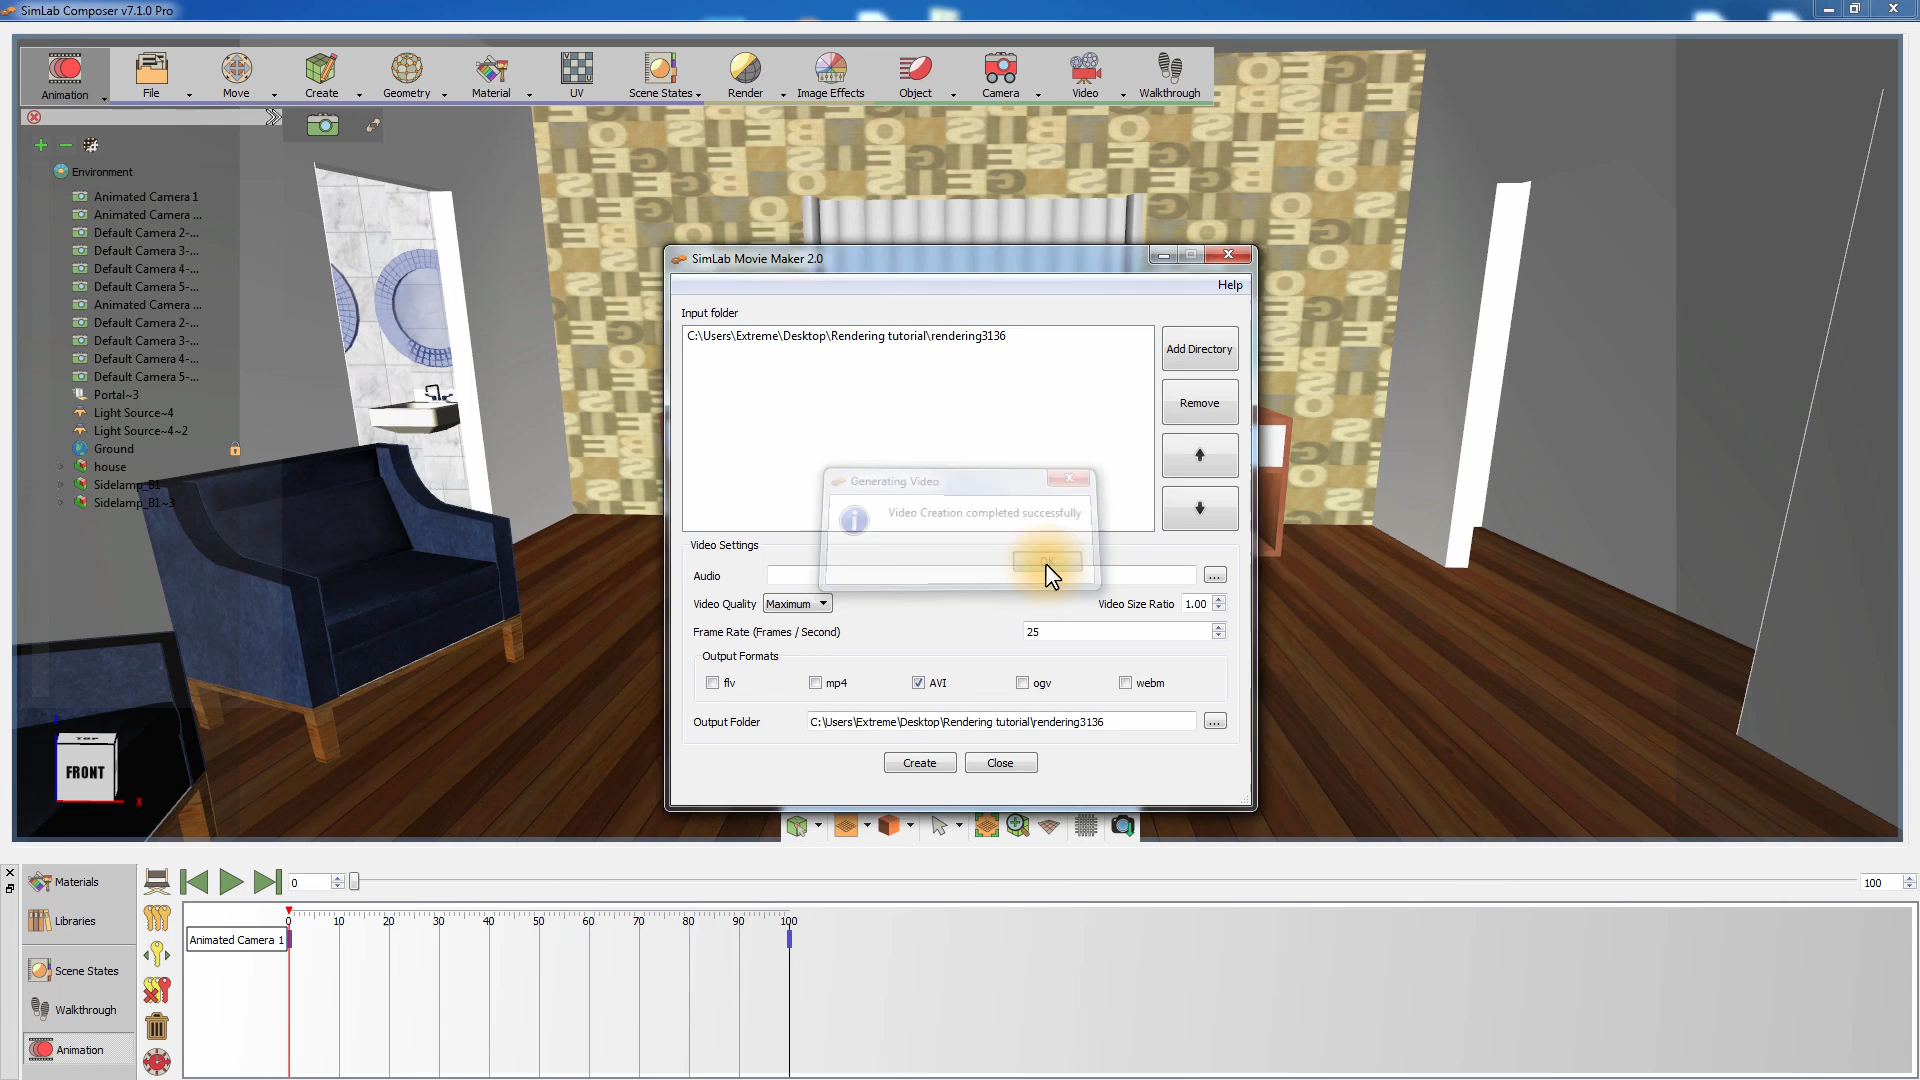 SimLab Composer v7.1.0 Pro
Animation
File
Move
Create
Geometry
Material
UV
Scene States
Render
Image Effects
Object
Camera
Video
Walkthrough
Environment
Animated Camera 1
Animated Camera ...
Default Camera 2-...
Default Camera 3-...
Default Camera 4-...
Default Camera 5-...
Animated Camera ...
Default Camera 2-...
Default Camera 3-...
Default Camera 4-...
Default Camera 5-...
Portal~3
Light Source~4
Light Source~4~2
Ground
house
Sidelamp_B1
Sidelamp_B1~3
TOP
FRONT
X
SimLab Movie Maker 2.0
Help
Input folder
C:\Users\Extreme\Desktop\Rendering tutorial\rendering3136
Add Directory
Remove
Generating Video
Video Creation completed successfully
OK
Video Settings
Audio
...
Video Quality Maximum
Video Size Ratio 1.00
Frame Rate (Frames / Second) 25
Output Formats
flv mp4 AVI ogv webm
Output Folder C:\Users\Extreme\Desktop\Rendering tutorial\rendering3136 ...
Create Close
Materials
Libraries
Scene States
Walkthrough
Animation
0
100
0 10 20 30 40 50 60 70 80 90 100
Animated Camera 1